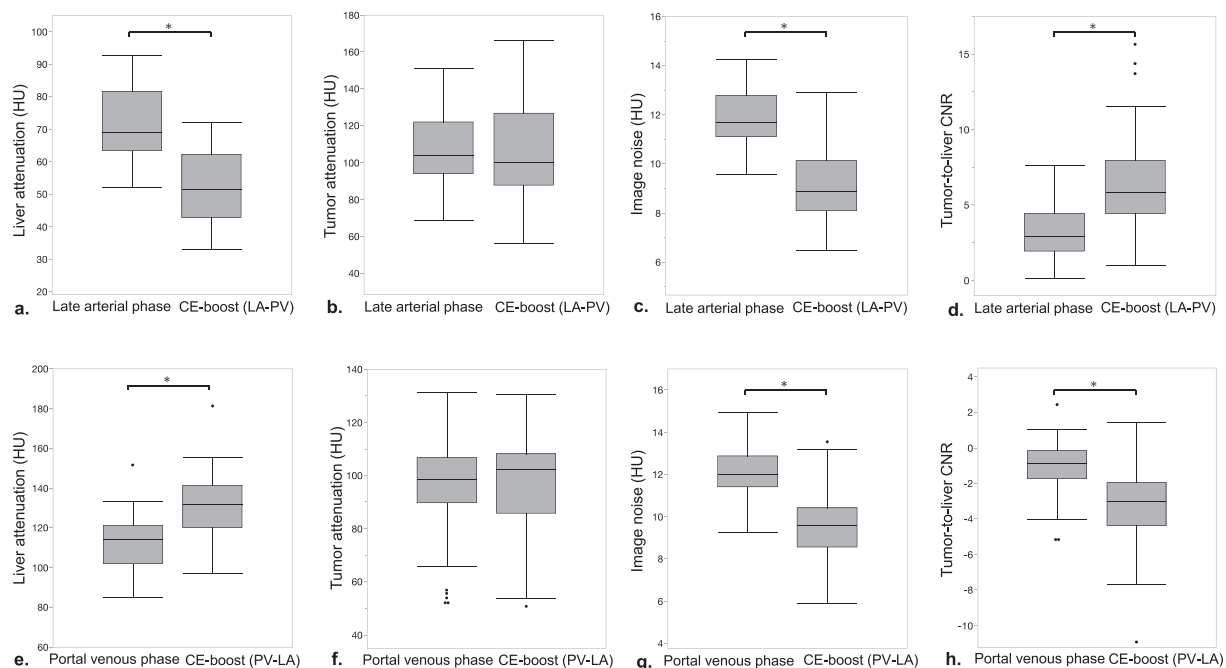 *
100
90
80
70
60
50
40
30
20
Liver attenuation (HU)
a.
Late arterial phase
CE-boost (LA-PV)
180
160
140
120
100
80
60
40
Tumor attenuation (HU)
b.
Late arterial phase
CE-boost (LA-PV)
*
16
14
12
10
8
6
Image noise (HU)
c.
Late arterial phase
CE-boost (LA-PV)
*
15
10
5
0
Tumor-to-liver CNR
d.
Late arterial phase
CE-boost (LA-PV)
*
200
180
160
140
120
100
80
60
Liver attenuation (HU)
e.
Portal venous phase
CE-boost (PV-LA)
140
120
100
80
60
40
Tumor attenuation (HU)
f.
Portal venous phase
CE-boost (PV-LA)
*
16
14
12
10
8
6
4
Image noise (HU)
g.
Portal venous phase
CE-boost (PV-LA)
*
4
2
0
-2
-4
-6
-8
-10
Tumor-to-liver CNR
h.
Portal venous phase
CE-boost (PV-LA)